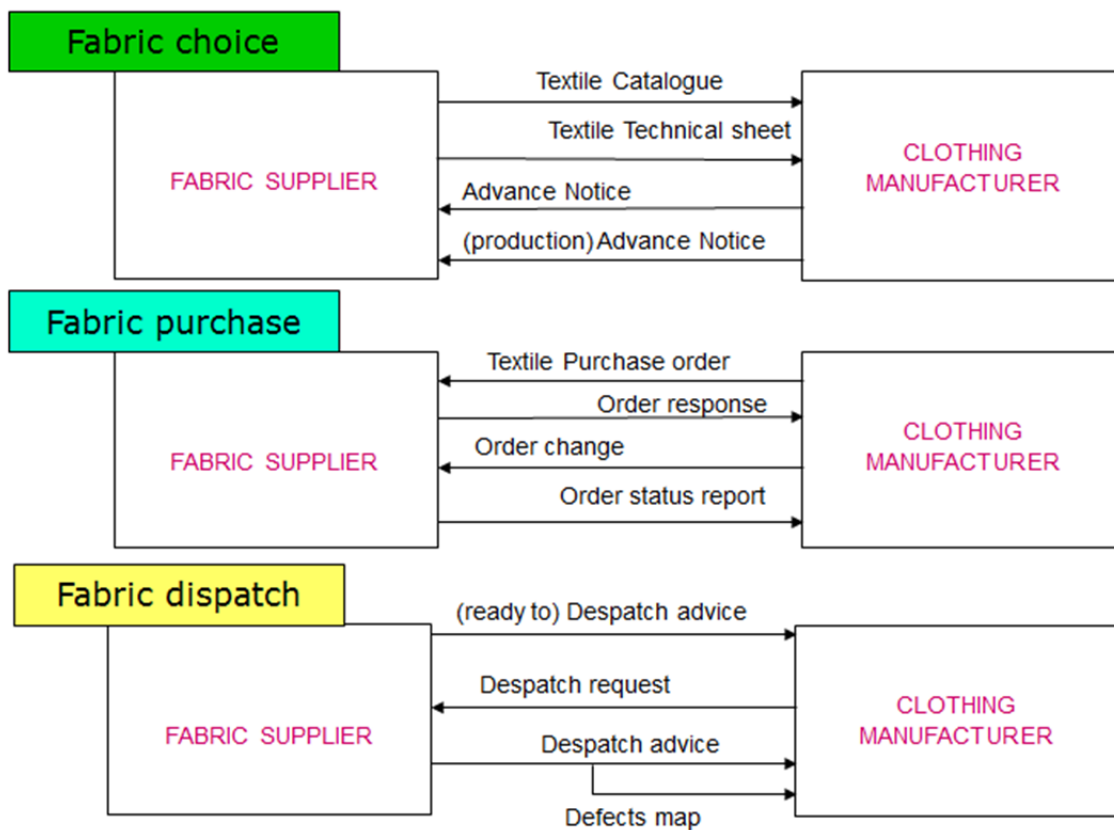 Fabric choice
Textile Catalogue
Textile Technical sheet
FABRIC SUPPLIER
CLOTHING
MANUFACTURER
Advance Notice
(production) Advance Notice
Fabric purchase
Textile Purchase order
Order response
FABRIC SUPPLIER
CLOTHING
MANUFACTURER
Order change
Order status report
Fabric dispatch
(ready to) Despatch advice
Despatch request
FABRIC SUPPLIER
CLOTHING
MANUFACTURER
Despatch advice
Defects map